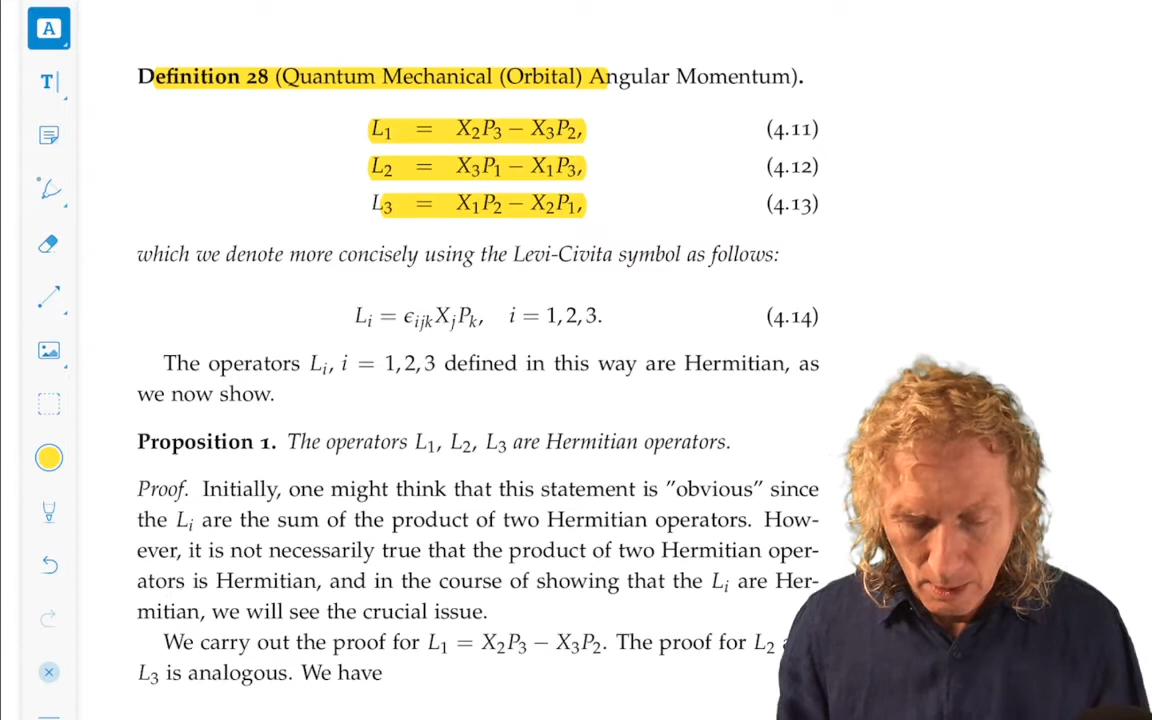 A
T|
Definition 28 (Quantum Mechanical (Orbital) Angular Momentum).
L₁ = X₂P₃ − X₃P₂, (4.11)
L₂ = X₃P₁ − X₁P₃, (4.12)
L₃ = X₁P₂ − X₂P₁, (4.13)
which we denote more concisely using the Levi-Civita symbol as follows:
Lᵢ = ϵᵢⱼₖXⱼPₖ, i = 1, 2, 3. (4.14)
The operators Lᵢ, i = 1, 2, 3 defined in this way are Hermitian, as
we now show.
Proposition 1. The operators L₁, L₂, L₃ are Hermitian operators.
Proof. Initially, one might think that this statement is ”obvious” since
the Lᵢ are the sum of the product of two Hermitian operators. How-
ever, it is not necessarily true that the product of two Hermitian oper-
ators is Hermitian, and in the course of showing that the Lᵢ are Her-
mitian, we will see the crucial issue.
We carry out the proof for L₁ = X₂P₃ − X₃P₂. The proof for L₂
L₃ is analogous. We have